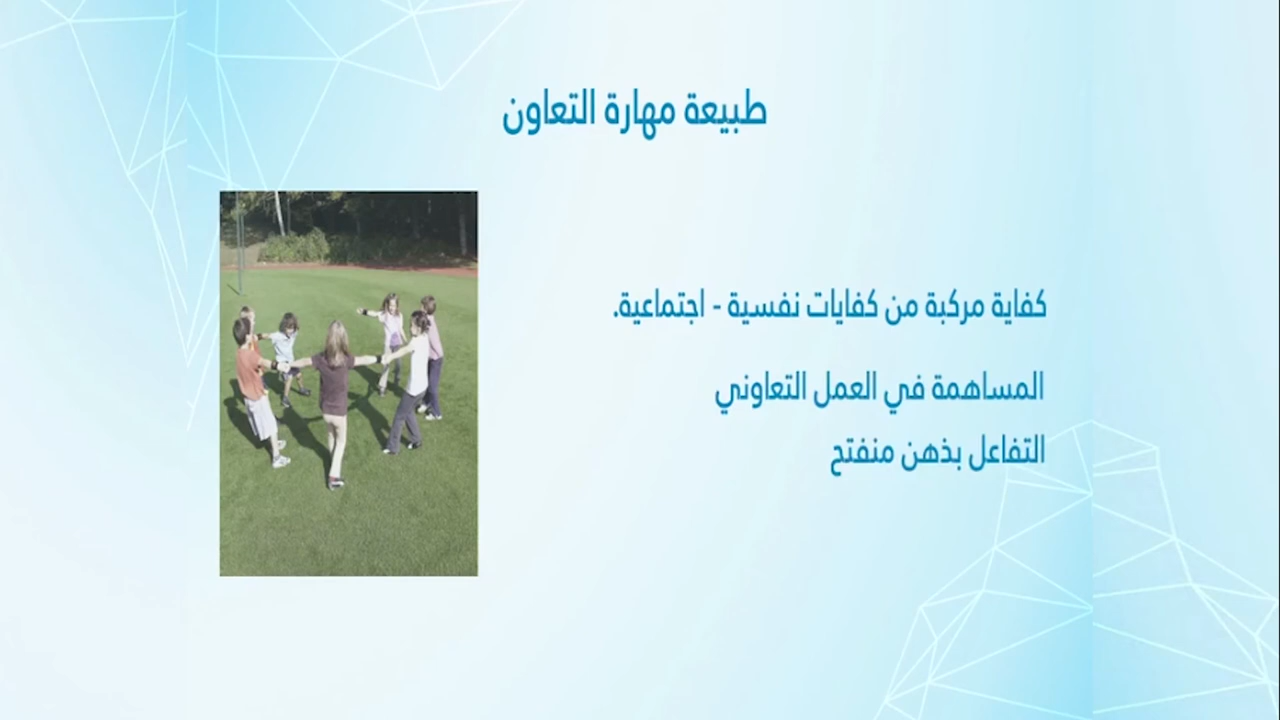 طبيعة مهارة التعاون
كفاية مركبة من كفايات نفسية - اجتماعية.
المساهمة في العمل التعاوني
التفاعل بذهن منفتح